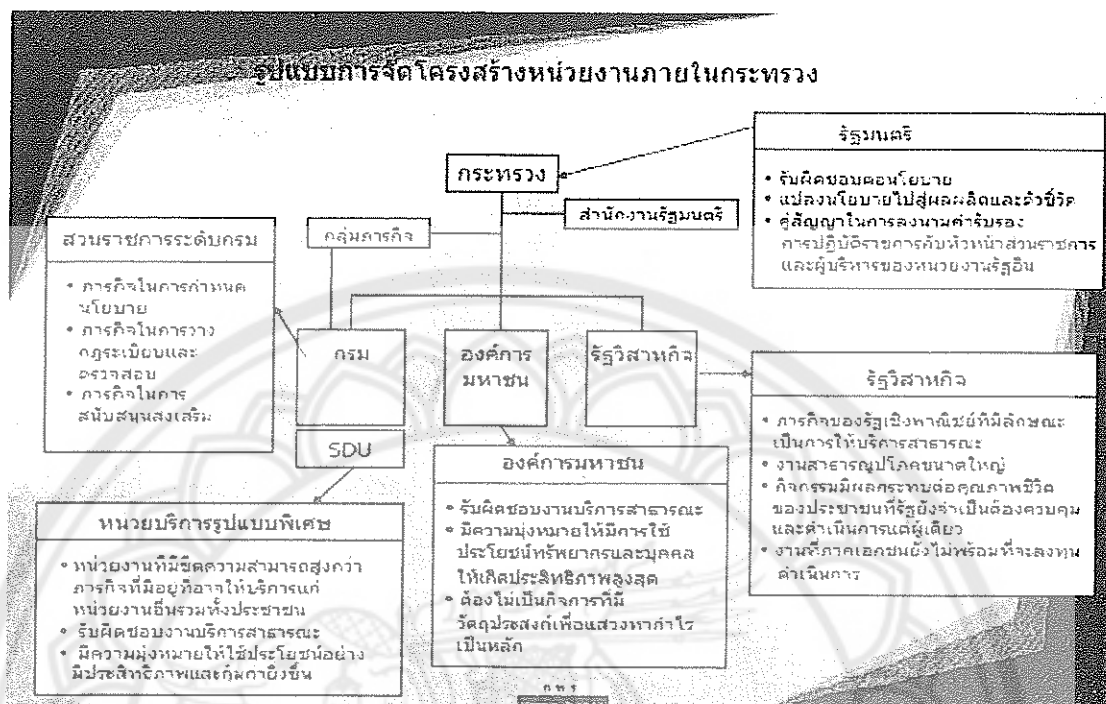 รูปแบบการจัดโครงสร้างหน่วยงานภายในกระทรวง
กระทรวง
สำนักงานรัฐมนตรี
กลุ่มภารกิจ
รัฐมนตรี
• รับผิดชอบต่อนโยบาย
• แปลงนโยบายไปสู่ผลผลิตและตัวชี้วัด
• คู่สัญญาในการลงนามคำรับรอง
การปฏิบัติราชการกับหัวหน้าส่วนราชการ
และผู้บริหารของหน่วยงานรัฐอื่น
ส่วนราชการระดับกรม
• ภารกิจในการกำหนด
นโยบาย
• ภารกิจในการวาง
กฎระเบียบและ
ตรวจสอบ
• ภารกิจในการ
สนับสนุนส่งเสริม
กรม
SDU
องค์การ
มหาชน
รัฐวิสาหกิจ
รัฐวิสาหกิจ
• ภารกิจของรัฐเชิงพาณิชย์ที่มีลักษณะ
เป็นการให้บริการสาธารณะ
• งานสาธารณูปโภคขนาดใหญ่
• กิจกรรมมีผลกระทบต่อคุณภาพชีวิต
ของประชาชนที่รัฐยังจำเป็นต้องควบคุม
และดำเนินการแต่ผู้เดียว
• งานที่ภาคเอกชนยังไม่พร้อมที่จะลงทุน
ดำเนินการ
องค์การมหาชน
• รับผิดชอบงานบริการสาธารณะ
• มีความมุ่งหมายให้มีการใช้
ประโยชน์ทรัพยากรและบุคคล
ให้เกิดประสิทธิภาพสูงสุด
• ต้องไม่เป็นกิจการที่มี
วัตถุประสงค์เพื่อแสวงหากำไร
เป็นหลัก
หน่วยบริการรูปแบบพิเศษ
• หน่วยงานที่มีขีดความสามารถสูงกว่า
ภารกิจที่มีอยู่ที่อาจให้บริการแก่
หน่วยงานอื่นรวมทั้งประชาชน
• รับผิดชอบงานบริการสาธารณะ
• มีความมุ่งหมายให้ใช้ประโยชน์อย่าง
มีประสิทธิภาพและคุ้มค่ายิ่งขึ้น
กพร